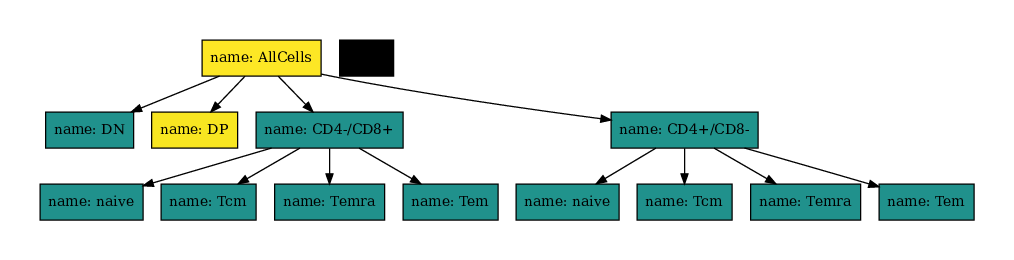 name: AllCells
name: DN
name: DP
name: CD4-/CD8+
name: CD4+/CD8-
name: naive
name: Tcm
name: Temra
name: Tem
name: naive
name: Tcm
name: Temra
name: Tem